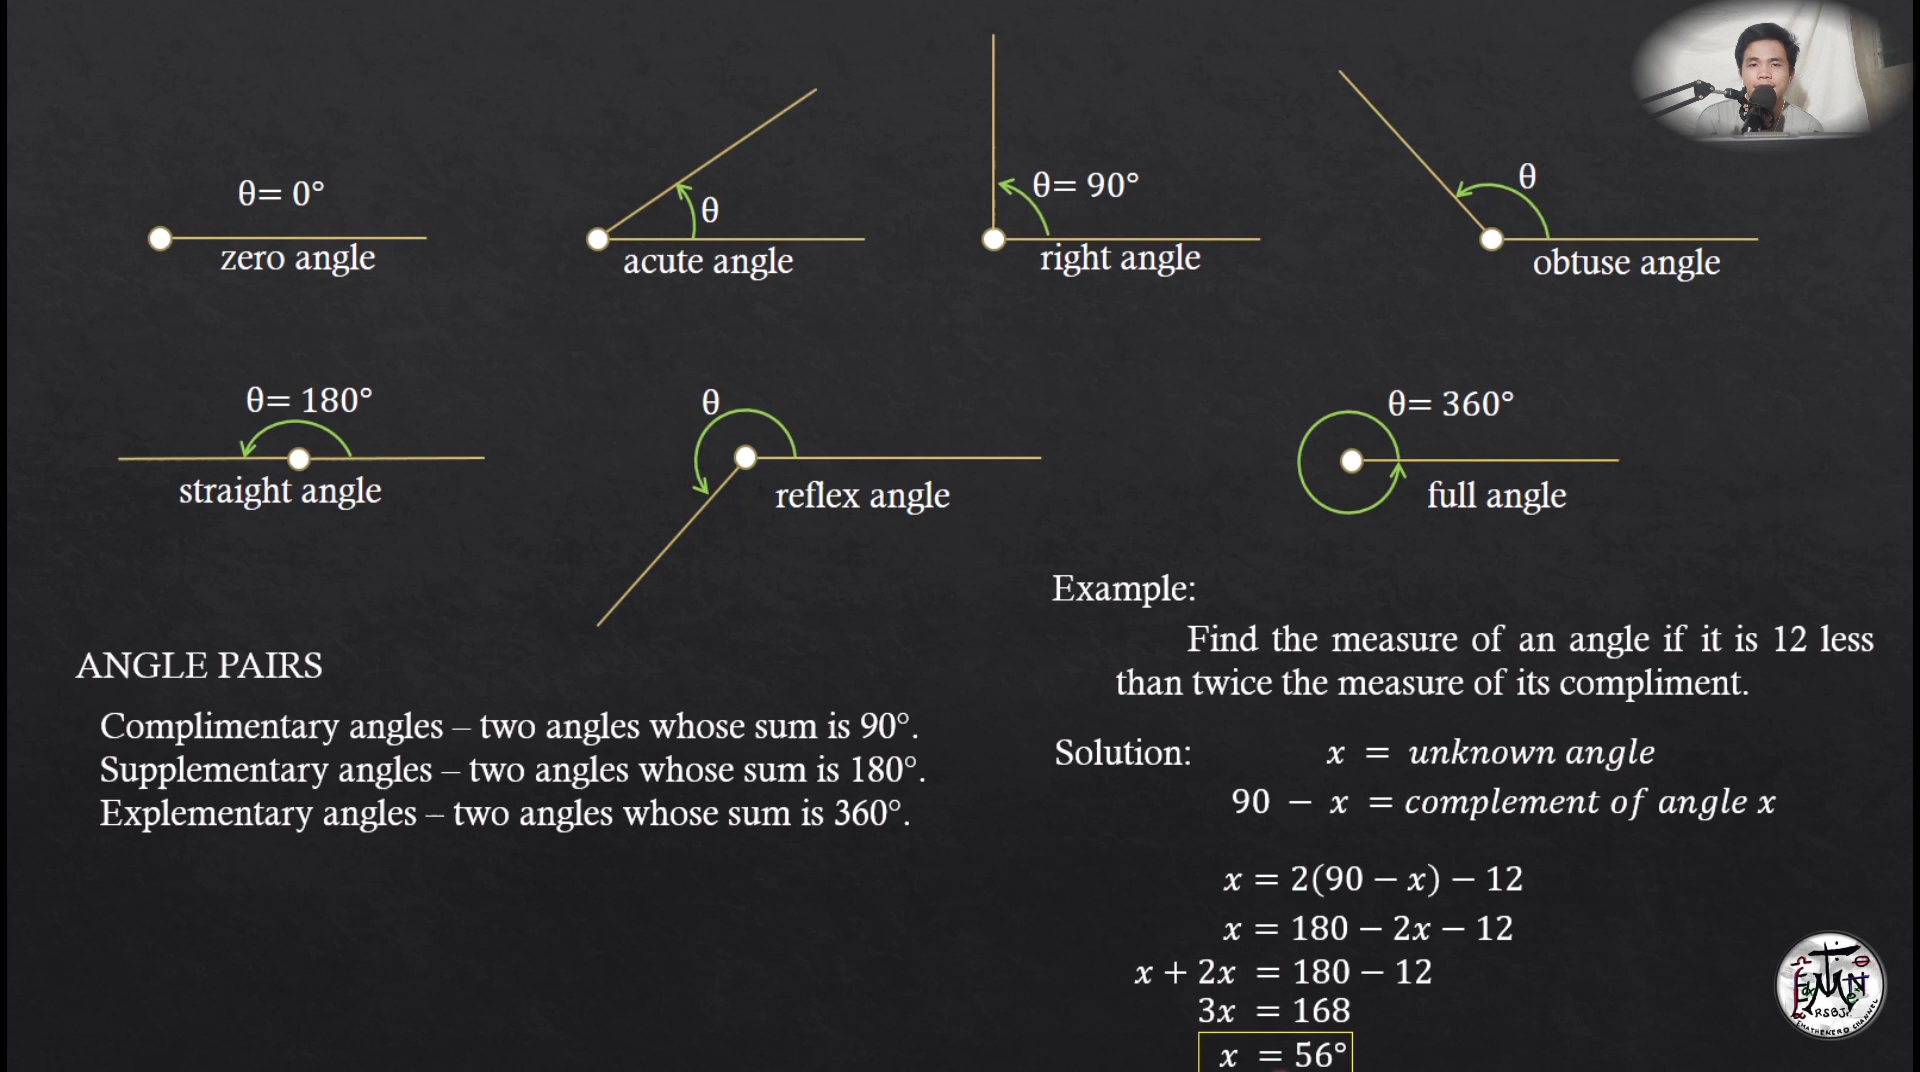 θ= 0°
zero angle
θ
acute angle
θ= 90°
right angle
θ
obtuse angle
θ= 180°
straight angle
θ
reflex angle
θ= 360°
full angle
ANGLE PAIRS
Complimentary angles – two angles whose sum is 90°.
Supplementary angles – two angles whose sum is 180°.
Explementary angles – two angles whose sum is 360°.
Example:
Find the measure of an angle if it is 12 less
than twice the measure of its compliment.
Solution: x = unknown angle
90 − x = complement of angle x
x = 2(90 − x) − 12
x = 180 − 2x − 12
x + 2x = 180 − 12
3x = 168
x = 56°
RSBJr